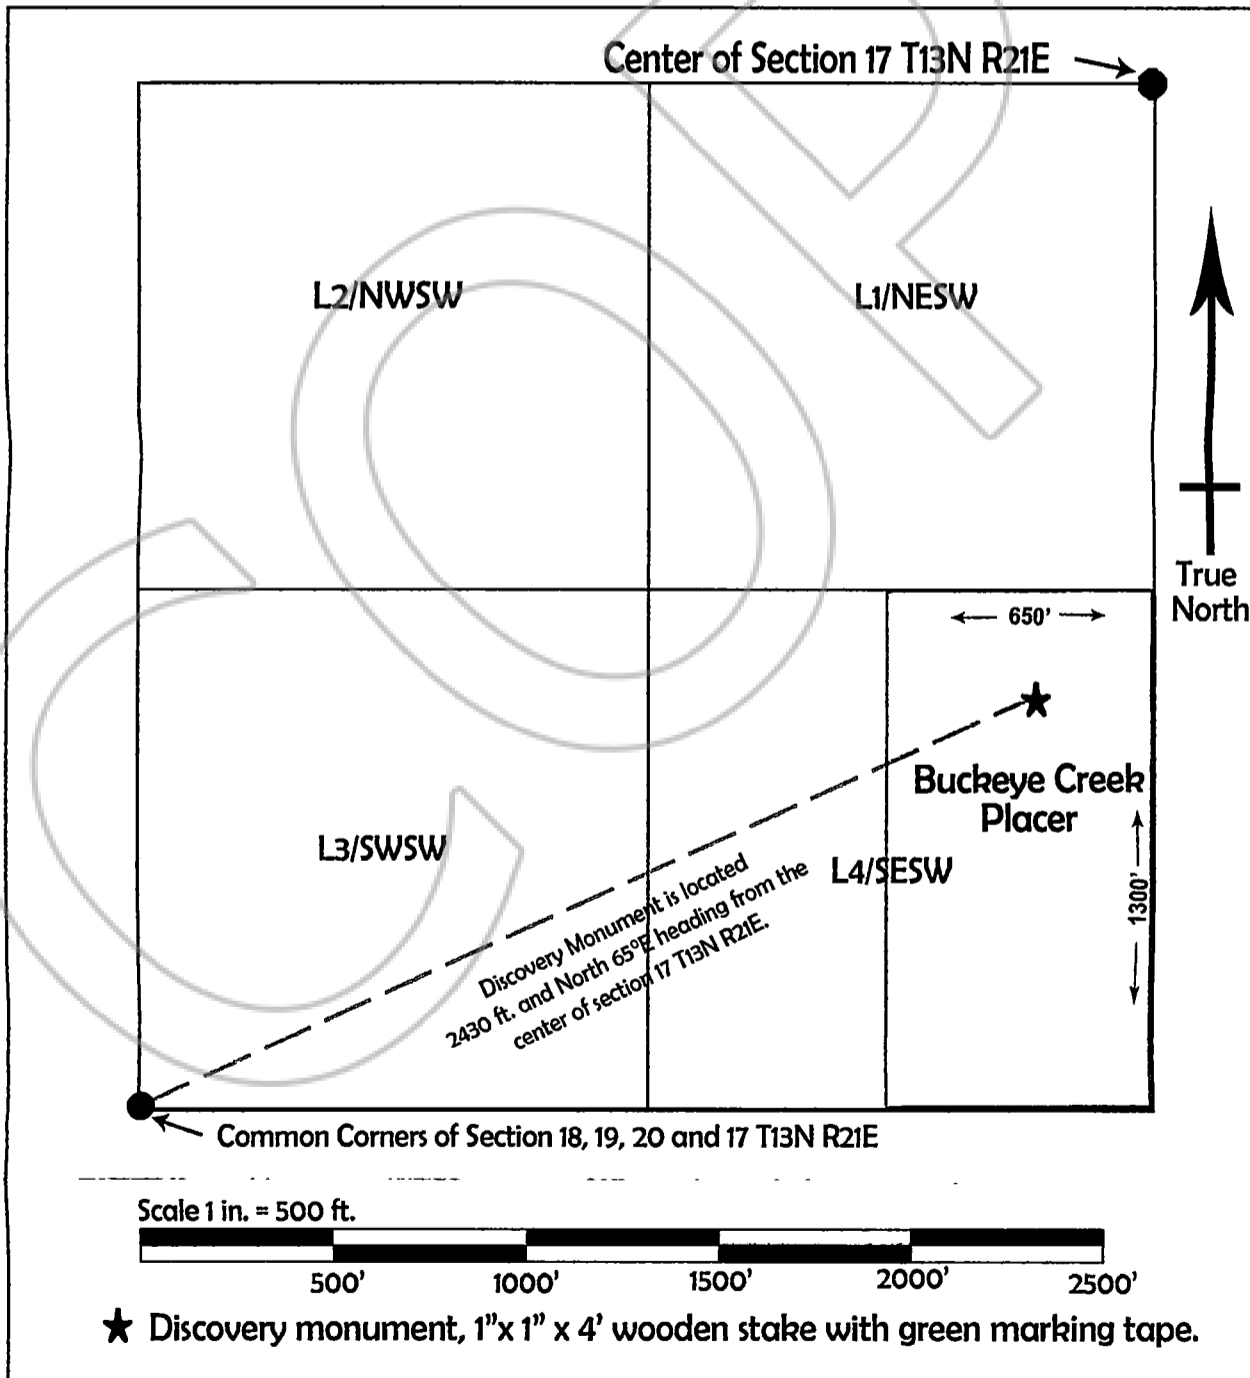 Center of Section 17 T13N R21E
L2/NWSW
L1/NESW
True
North
650'
Buckeye Creek
Placer
1300'
L3/SWSW
L4/SESW
Discovery Monument is located
2430 ft. and North 65°E heading from the
center of section 17 T13N R21E.
Common Corners of Section 18, 19, 20 and 17 T13N R21E
Scale 1 in. = 500 ft.
500' 1000' 1500' 2000' 2500'
Discovery monument, 1"x 1" x 4' wooden stake with green marking tape.
COP